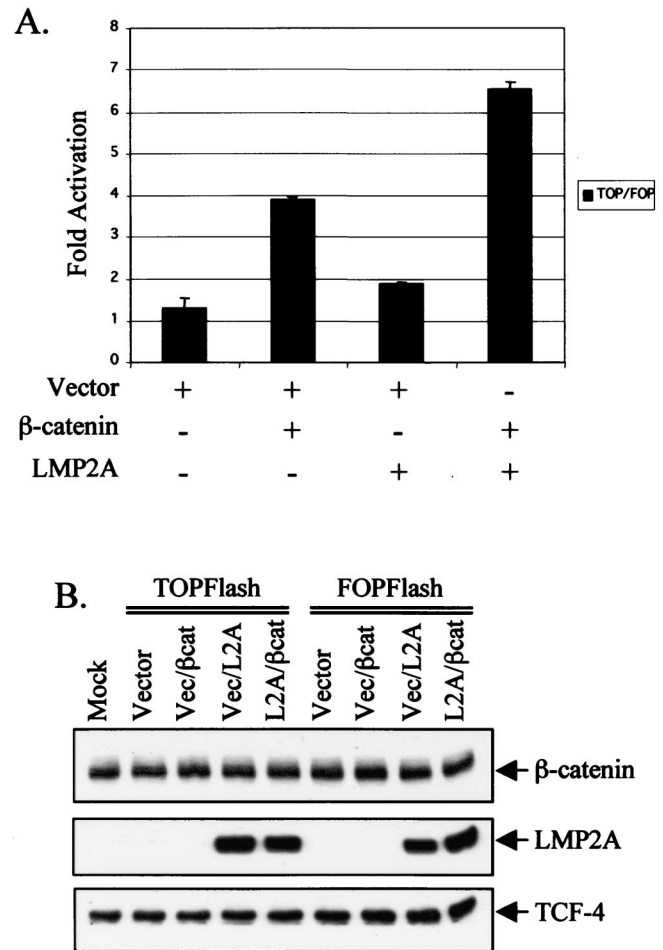 A.
8
7
6
5
4
3
2
1
0
Fold Activation
TOP/FOP
Vector + + + -
β-catenin - + - +
LMP2A - - + +
B.
TOPFlash FOPFlash
Mock Vector Vec/βcat Vec/L2A L2A/βcat Vector Vec/βcat Vec/L2A L2A/βcat
β-catenin
LMP2A
TCF-4